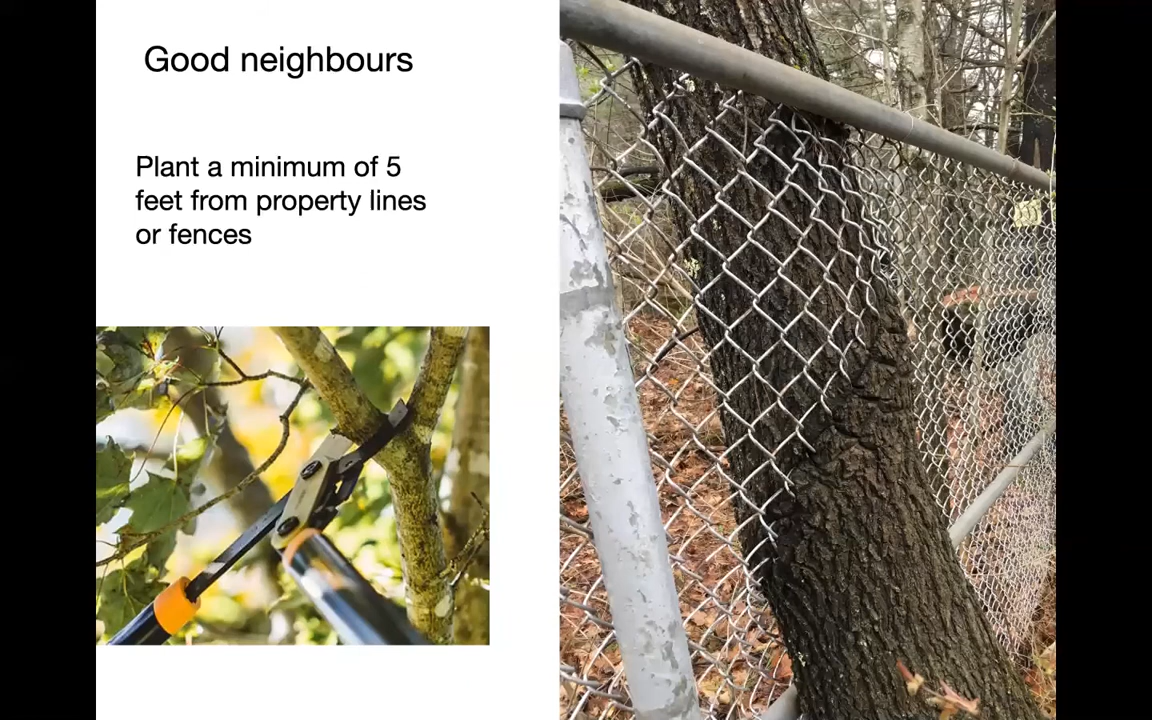 Good neighbours
Plant a minimum of 5
feet from property lines
or fences